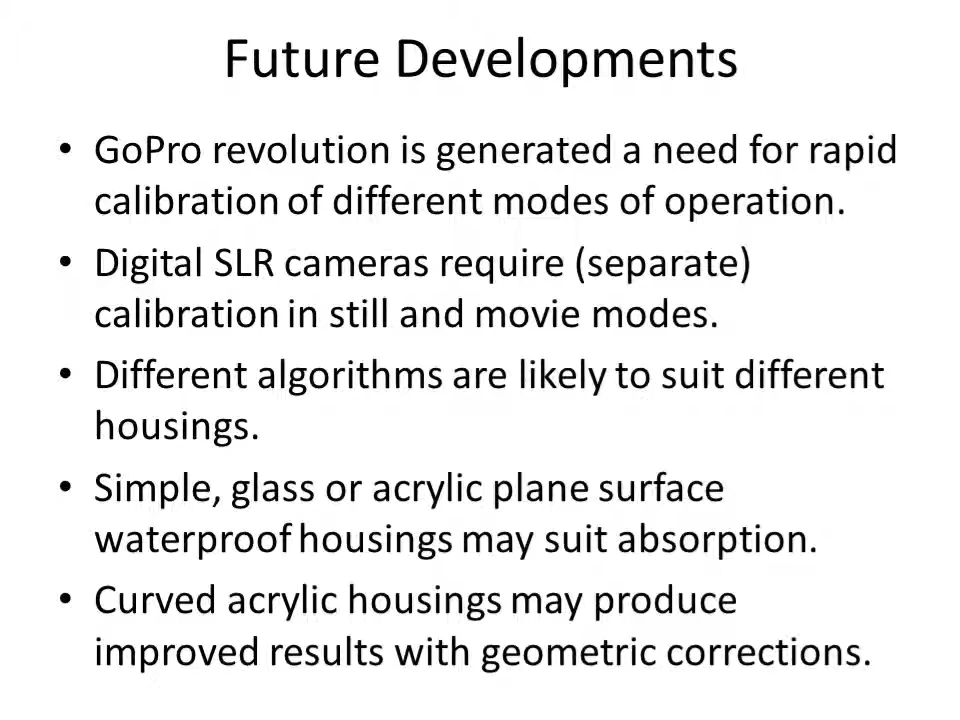 Future Developments
• GoPro revolution is generated a need for rapid
calibration of different modes of operation.
• Digital SLR cameras require (separate)
calibration in still and movie modes.
• Different algorithms are likely to suit different
housings.
• Simple, glass or acrylic plane surface
waterproof housings may suit absorption.
• Curved acrylic housings may produce
improved results with geometric corrections.